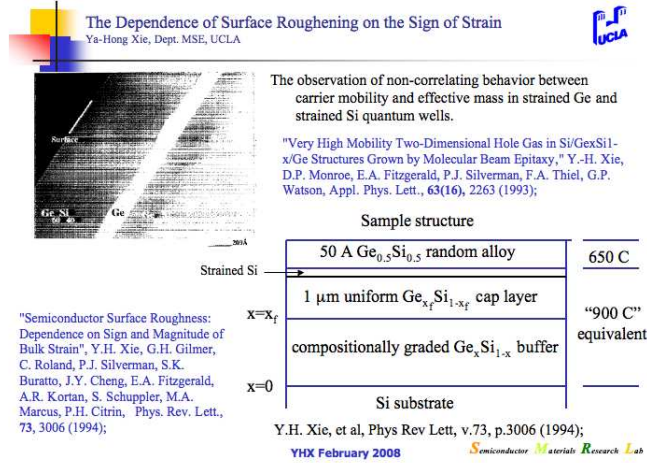 The Dependence of Surface Roughening on the Sign of Strain
Ya-Hong Xie, Dept. MSE, UCLA
UCLA
The observation of non-correlating behavior between
carrier mobility and effective mass in strained Ge and
strained Si quantum wells.
"Very High Mobility Two-Dimensional Hole Gas in Si/GexSi1-
x/Ge Structures Grown by Molecular Beam Epitaxy," Y.-H. Xie,
D.P. Monroe, E.A. Fitzgerald, P.J. Silverman, F.A. Thiel, G.P.
Watson, Appl. Phys. Lett., 63(16), 2263 (1993);
Surface
Ge Si
60 40
Ge
200Å
Sample structure
50 A Ge0.5Si0.5 random alloy
650 C
Strained Si
1 μm uniform GexfSi1-xf cap layer
x=xf
"900 C"
equivalent
compositionally graded GexSi1-x buffer
x=0
Si substrate
"Semiconductor Surface Roughness:
Dependence on Sign and Magnitude of
Bulk Strain", Y.H. Xie, G.H. Gilmer,
C. Roland, P.J. Silverman, S.K.
Buratto, J.Y. Cheng, E.A. Fitzgerald,
A.R. Kortan, S. Schuppler, M.A.
Marcus, P.H. Citrin, Phys. Rev. Lett.,
73, 3006 (1994);
Y.H. Xie, et al, Phys Rev Lett, v.73, p.3006 (1994);
YHX February 2008
Semiconductor Materials Research Lab